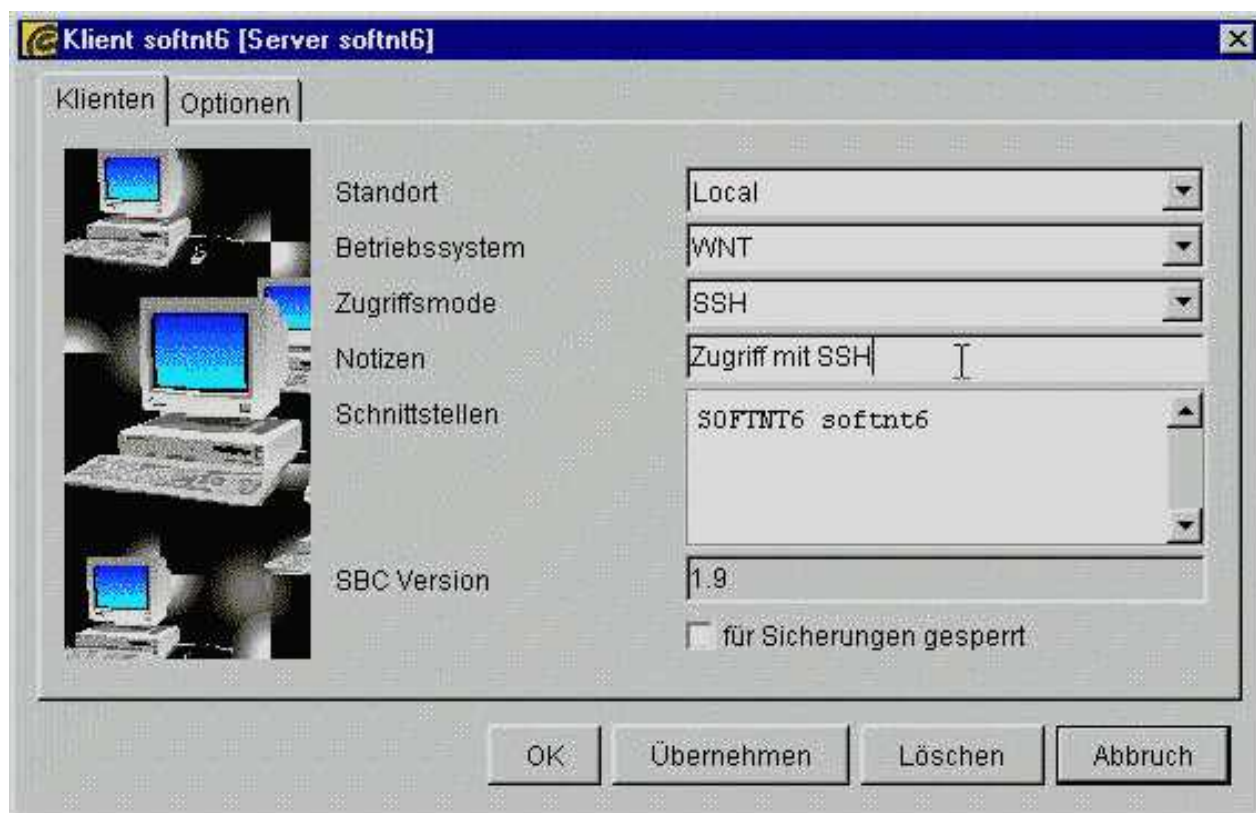 Klient softnt6 [Server softnt6]
Klienten Optionen
Standort Local
Betriebssystem WNT
Zugriffsmode SSH
Notizen Zugriff mit SSH
Schnittstellen SOFTNT6 softnt6
SBC Version 1.9
für Sicherungen gesperrt
OK Übernehmen Löschen Abbruch